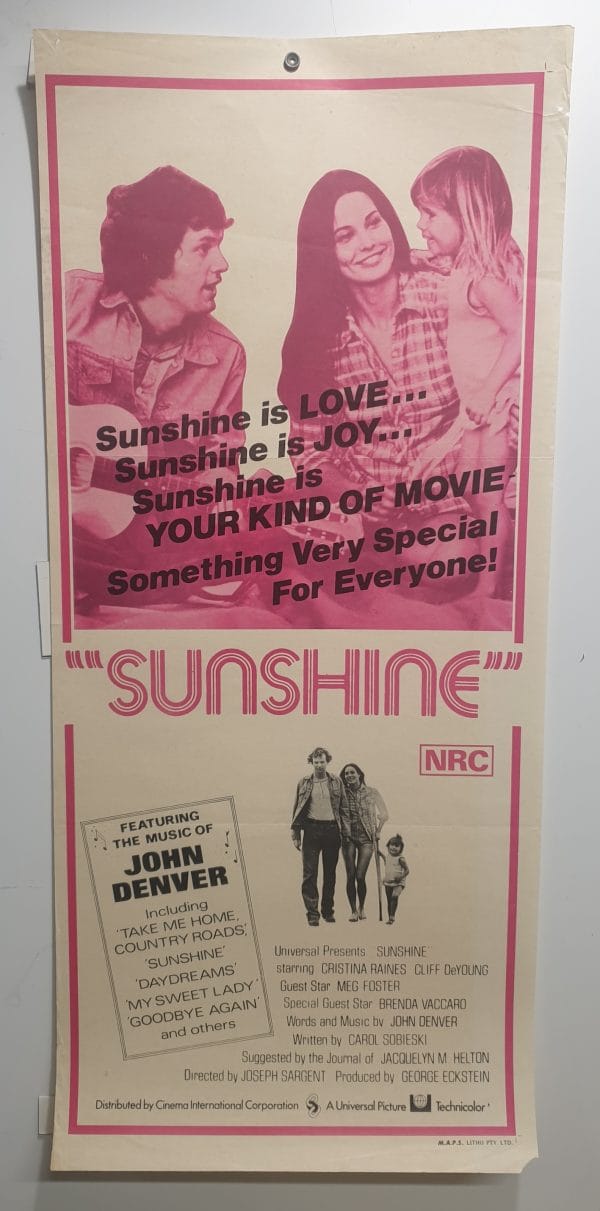 Sunshine is LOVE...
Sunshine is JOY...
Sunshine is
YOUR KIND OF MOVIE
Something Very Special
For Everyone!
""SUNSHINE""
NRC
FEATURING
THE MUSIC OF
JOHN
DENVER
Including
'TAKE ME HOME,
COUNTRY ROADS',
'SUNSHINE'
'DAYDREAMS'
'MY SWEET LADY'
'GOODBYE AGAIN'
and others
Universal Presents 'SUNSHINE'
starring CRISTINA RAINES CLIFF DeYOUNG
Guest Star MEG FOSTER
Special Guest Star BRENDA VACCARO
Words and Music by JOHN DENVER
Written by CAROL SOBIESKI
Suggested by the Journal of JACQUELYN M. HELTON
Directed by JOSEPH SARGENT Produced by GEORGE ECKSTEIN
Distributed by Cinema International Corporation A Universal Picture Technicolor
M.A.P.S. LITHO PTY. LTD.